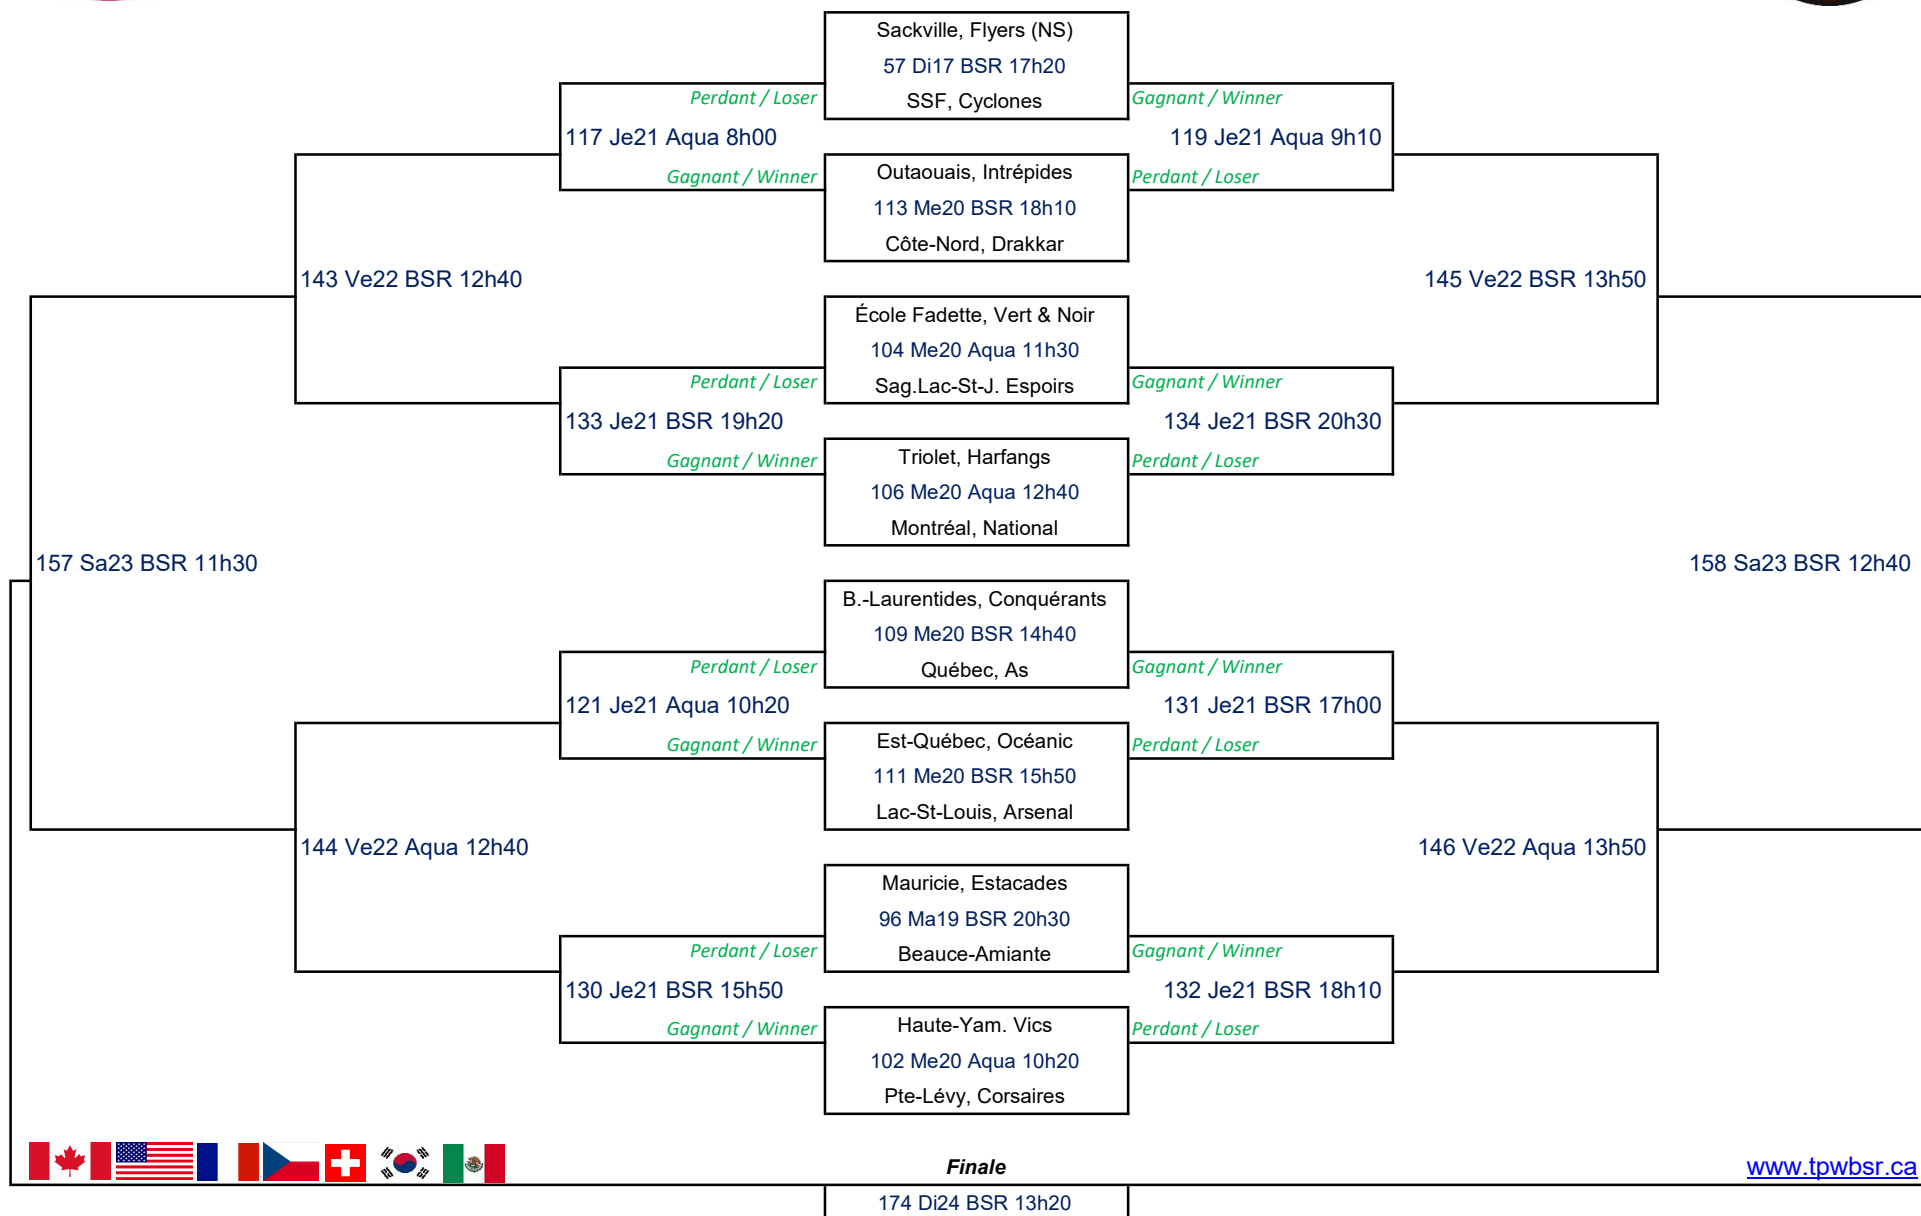 Sackville, Flyers (NS)
57 Di17 BSR 17h20
Perdant / Loser
SSF, Cyclones
Gagnant / Winner
117 Je21 Aqua 8h00
119 Je21 Aqua 9h10
Gagnant / Winner
Outaouais, Intrépides
Perdant / Loser
113 Me20 BSR 18h10
Côte-Nord, Drakkar
143 Ve22 BSR 12h40
145 Ve22 BSR 13h50
École Fadette, Vert & Noir
104 Me20 Aqua 11h30
Perdant / Loser
Sag.Lac-St-J. Espoirs
Gagnant / Winner
133 Je21 BSR 19h20
134 Je21 BSR 20h30
Gagnant / Winner
Triolet, Harfangs
Perdant / Loser
106 Me20 Aqua 12h40
Montréal, National
157 Sa23 BSR 11h30
158 Sa23 BSR 12h40
B.-Laurentides, Conquérants
109 Me20 BSR 14h40
Perdant / Loser
Québec, As
Gagnant / Winner
121 Je21 Aqua 10h20
131 Je21 BSR 17h00
Gagnant / Winner
Est-Québec, Océanic
Perdant / Loser
111 Me20 BSR 15h50
Lac-St-Louis, Arsenal
144 Ve22 Aqua 12h40
146 Ve22 Aqua 13h50
Mauricie, Estacades
96 Ma19 BSR 20h30
Perdant / Loser
Beauce-Amiante
Gagnant / Winner
130 Je21 BSR 15h50
132 Je21 BSR 18h10
Gagnant / Winner
Haute-Yam. Vics
Perdant / Loser
102 Me20 Aqua 10h20
Pte-Lévy, Corsaires
Finale
www.tpwbsr.ca
174 Di24 BSR 13h20